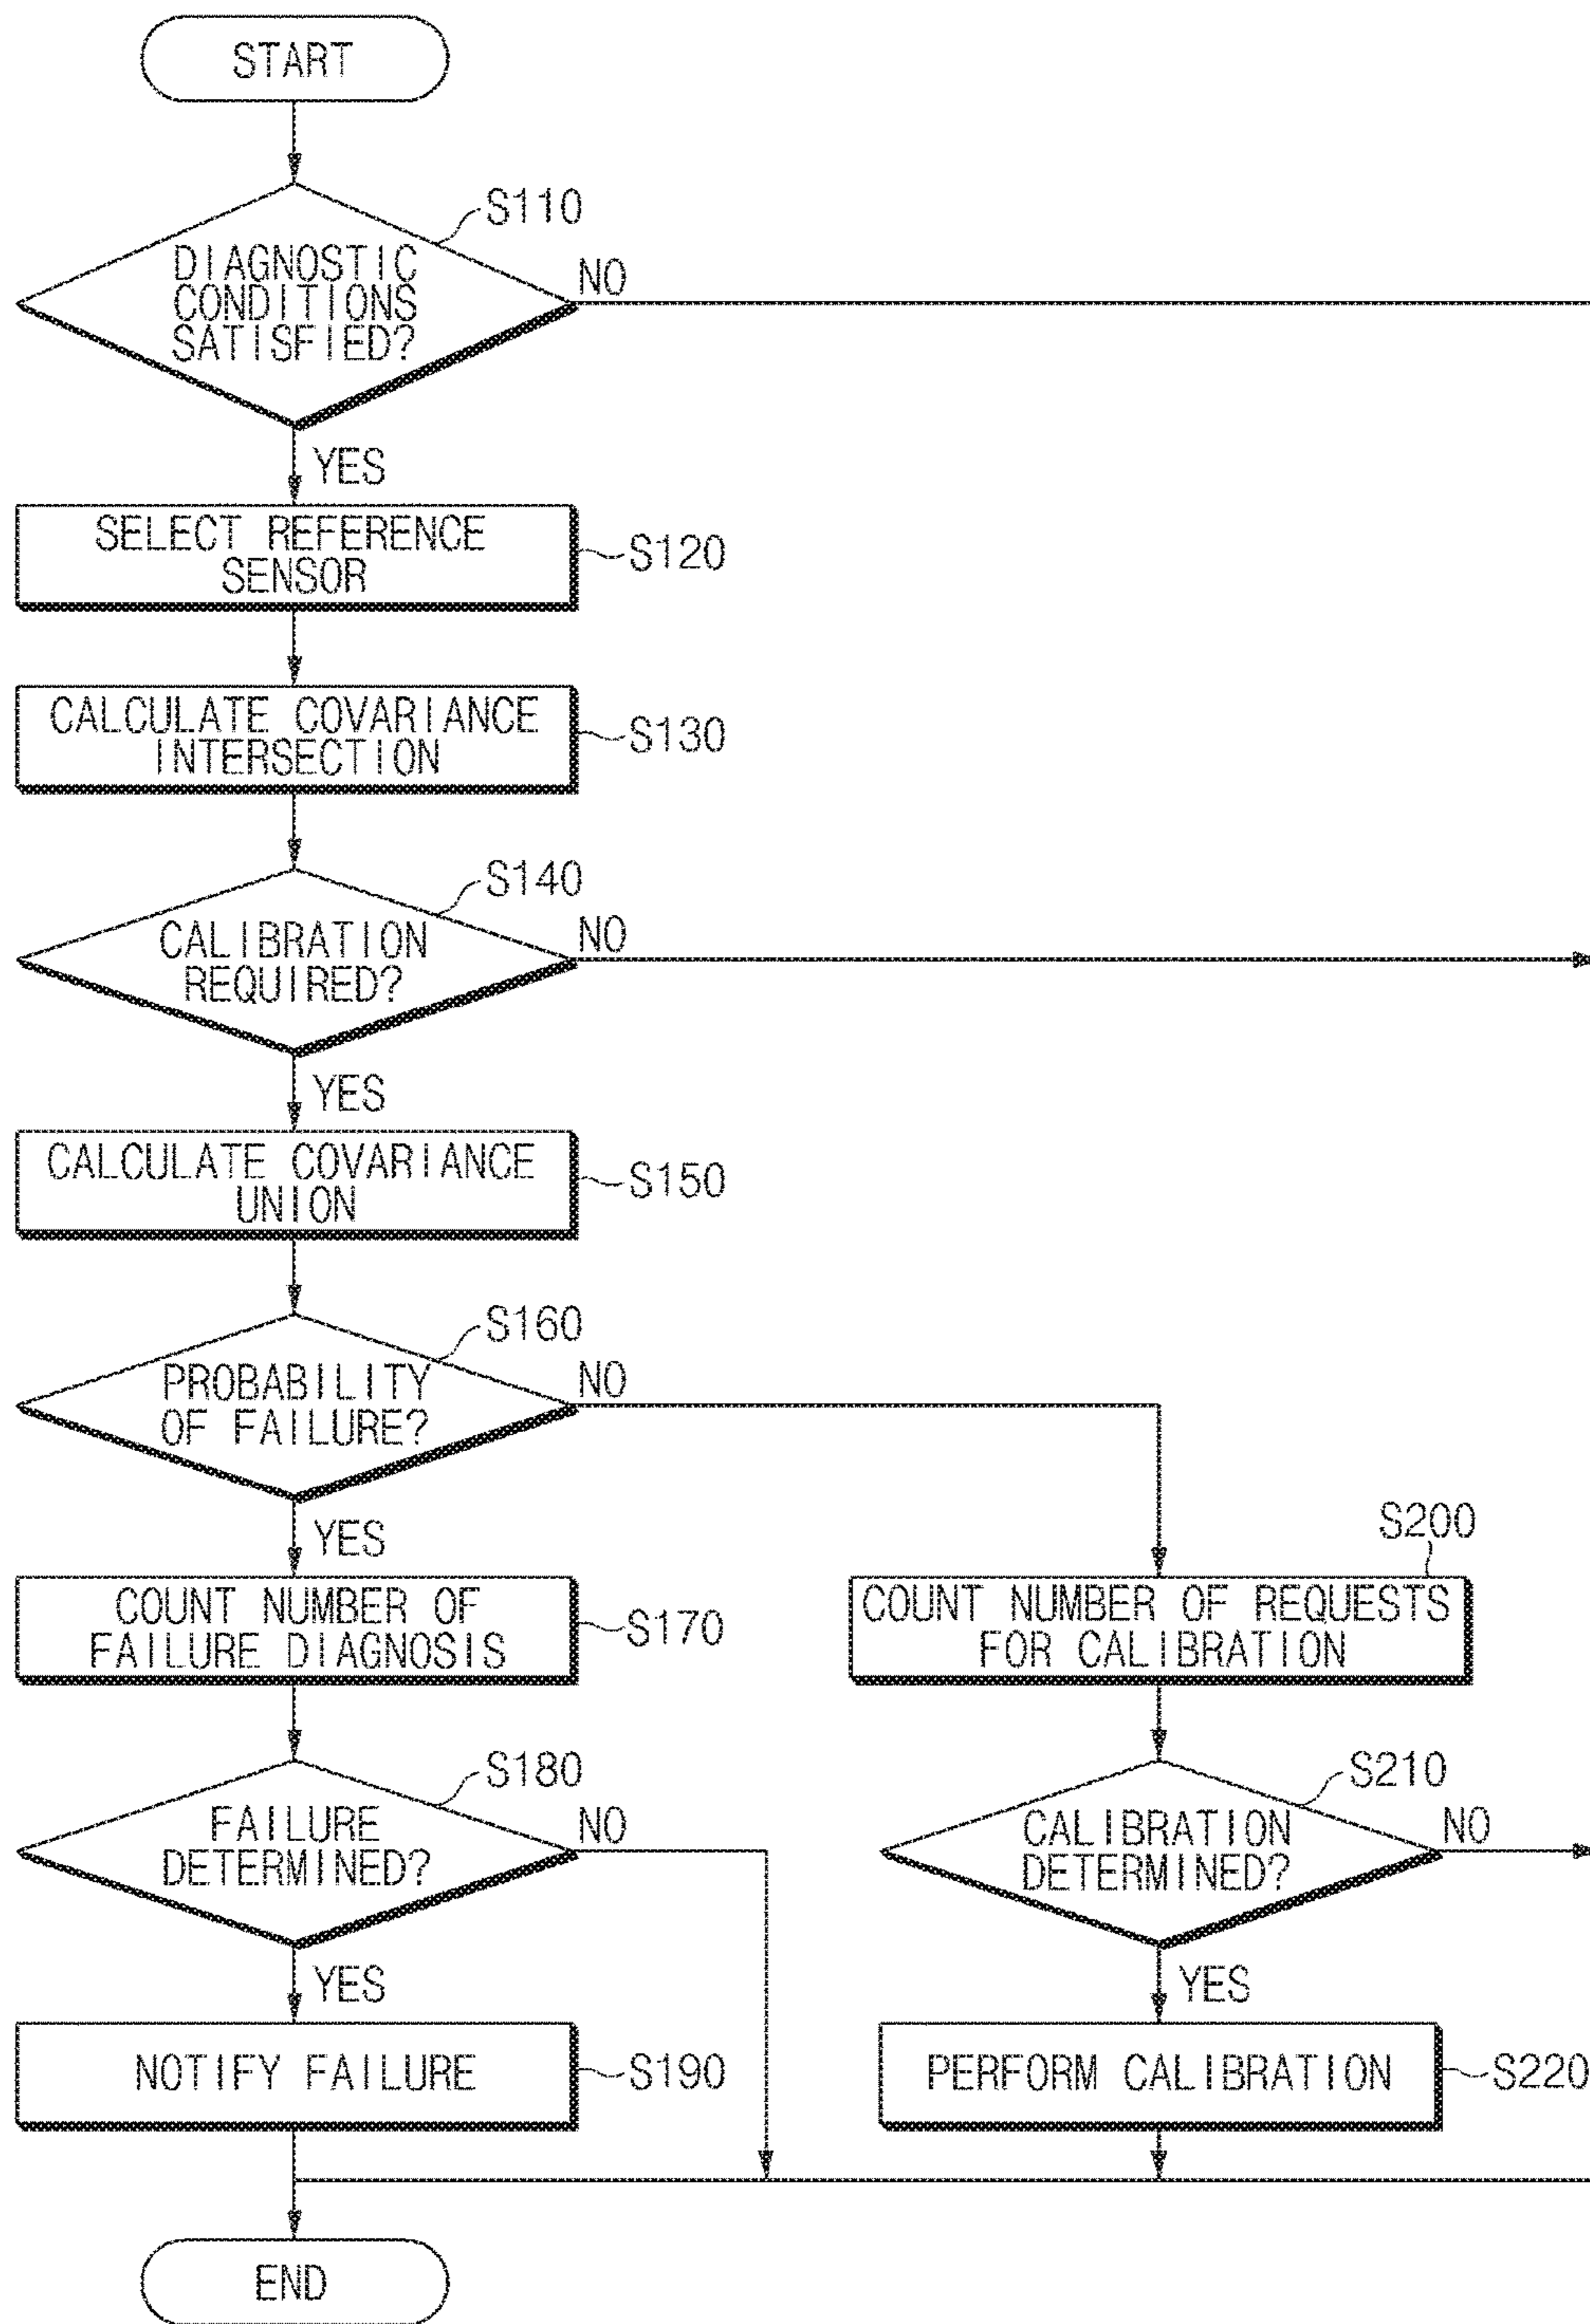 START
S110
DIAGNOSTIC
CONDITIONS
SATISFIED?
NO
YES
SELECT REFERENCE
SENSOR
S120
CALCULATE COVARIANCE
INTERSECTION
S130
S140
CALIBRATION
REQUIRED?
NO
YES
CALCULATE COVARIANCE
UNION
S150
S160
PROBABILITY
OF FAILURE?
NO
YES
COUNT NUMBER OF
FAILURE DIAGNOSIS
S170
S200
COUNT NUMBER OF REQUESTS
FOR CALIBRATION
S180
FAILURE
DETERMINED?
NO
S210
CALIBRATION
DETERMINED?
NO
YES
YES
NOTIFY FAILURE
S190
PERFORM CALIBRATION
S220
END